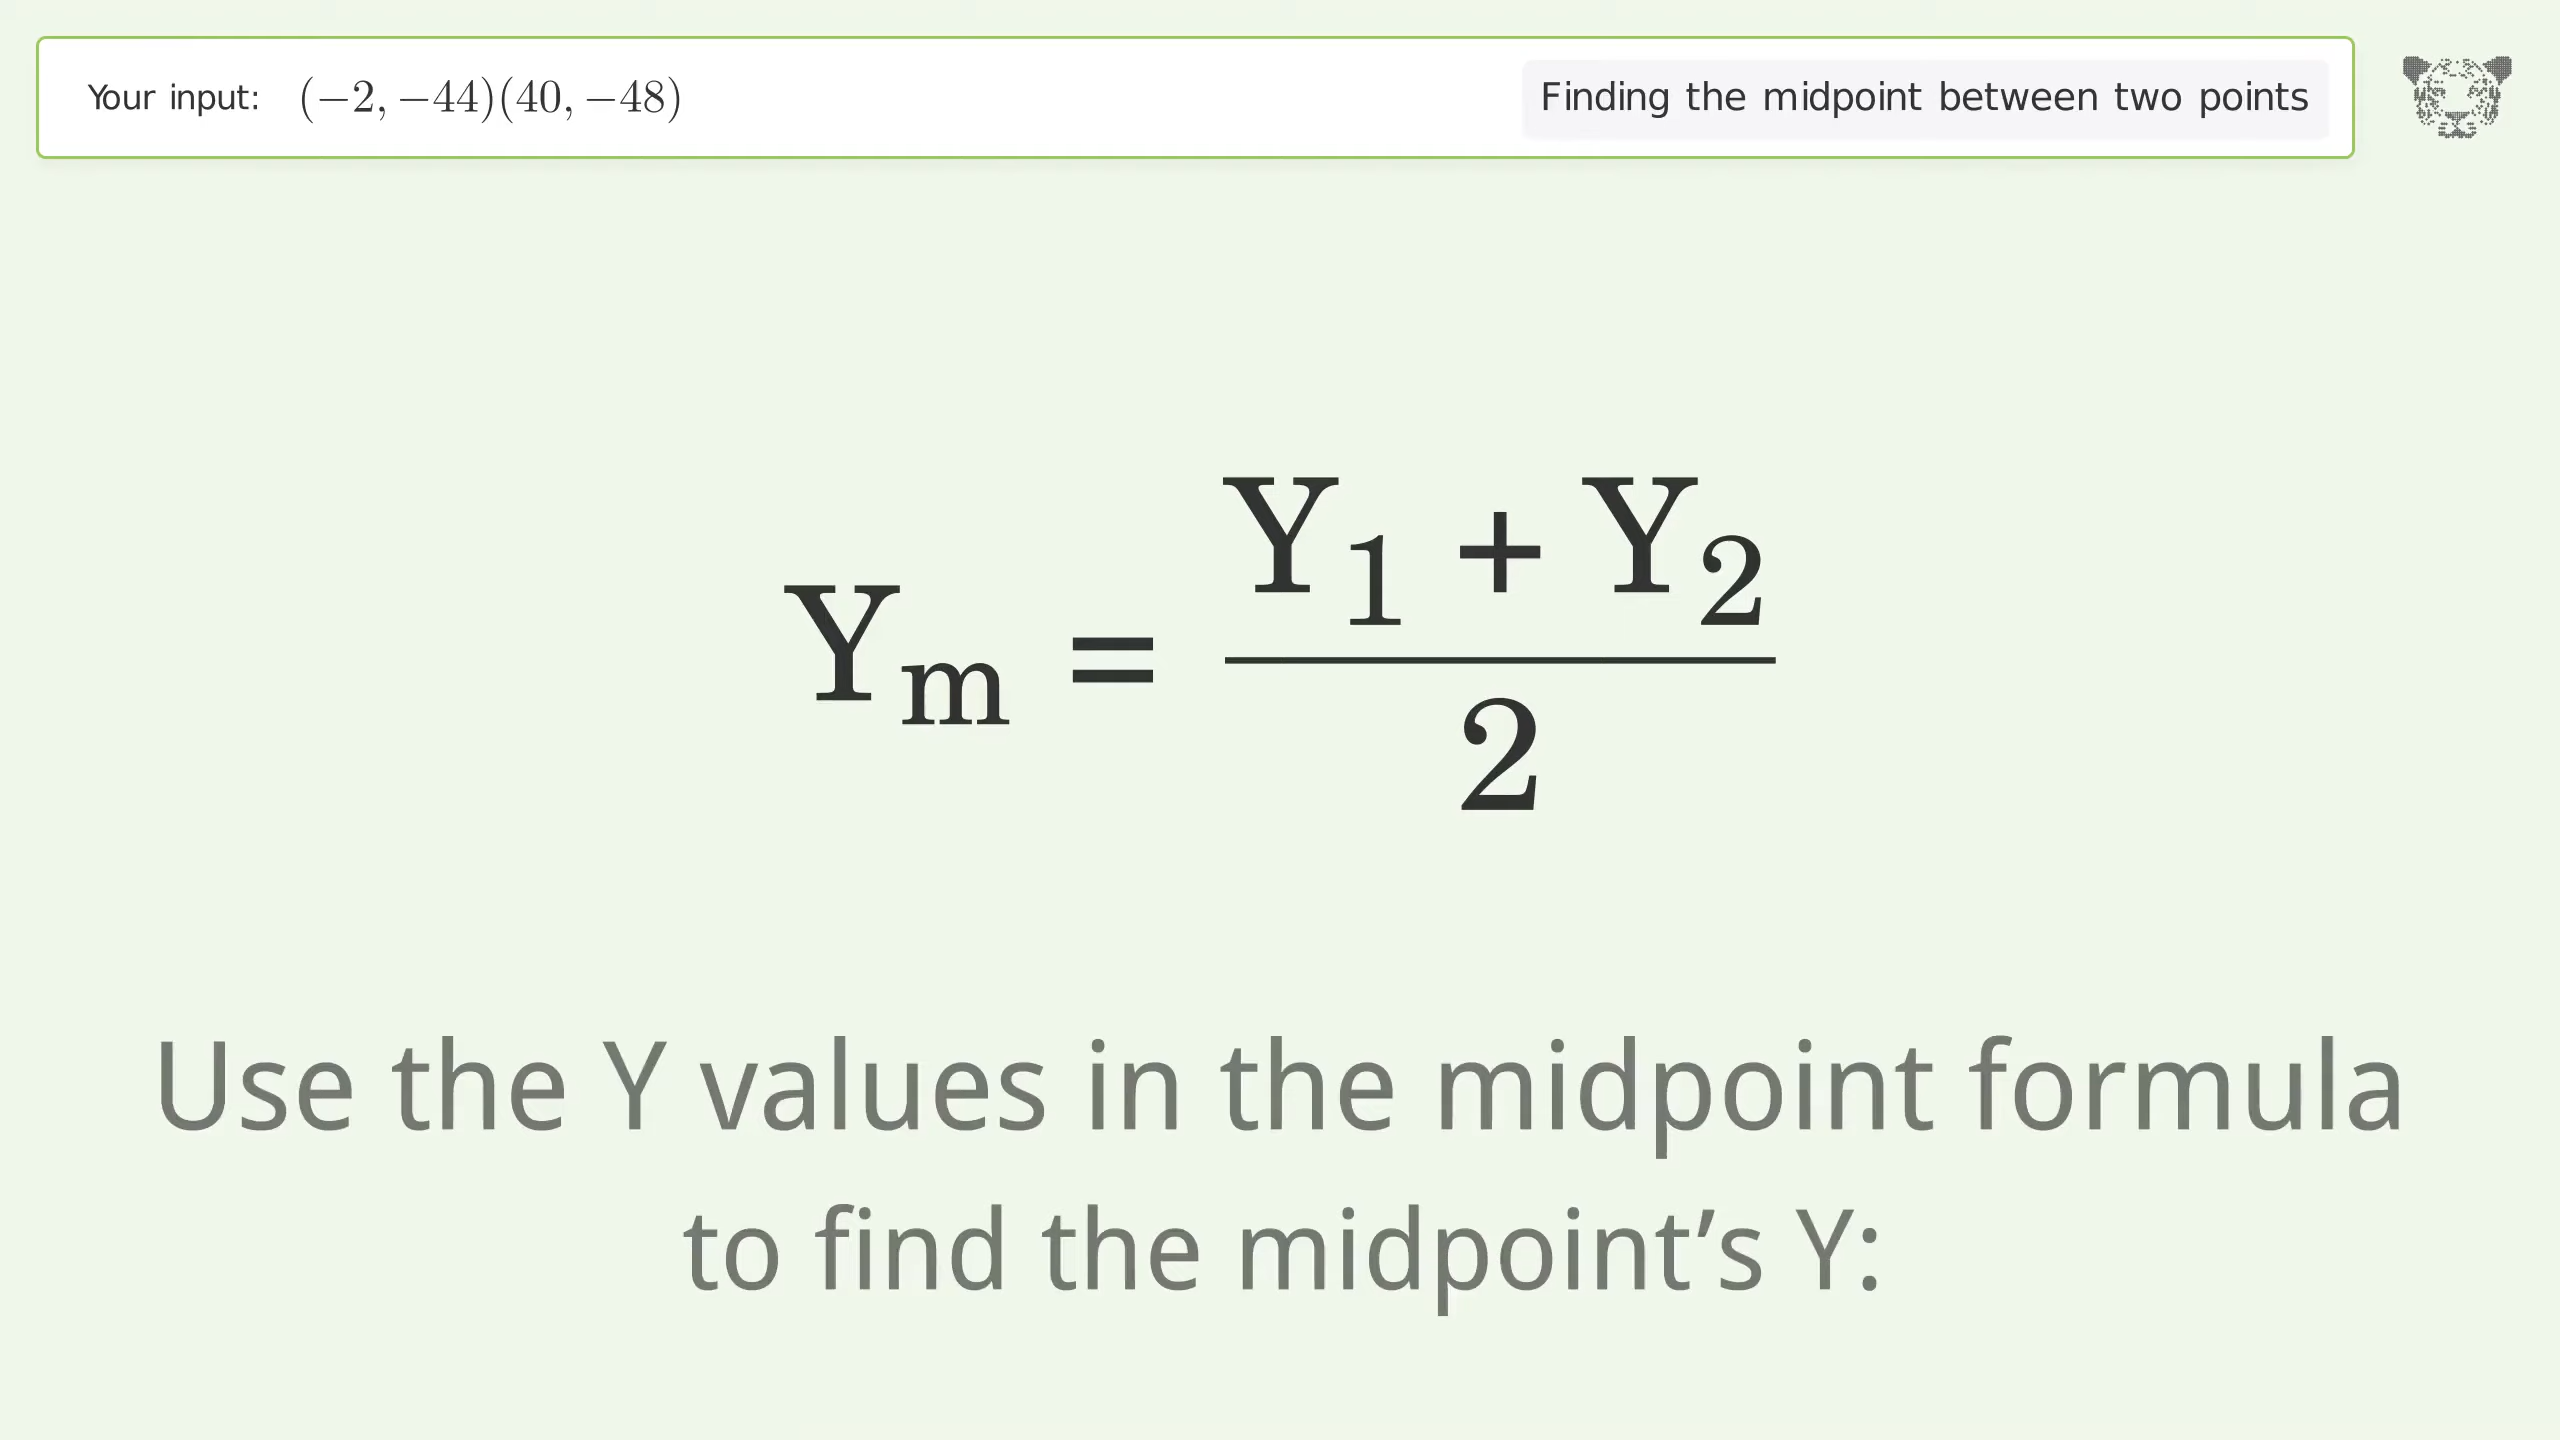 Your input: (−2, −44)(40, −48)
Finding the midpoint between two points
Yₘ = (Y₁ + Y₂) / 2
Use the Y values in the midpoint formula
to find the midpoint’s Y: